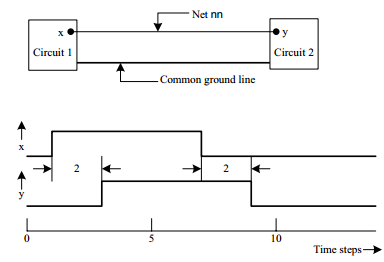 Net nn
x
y
Circuit 1
Circuit 2
Common ground line
x
2
2
y
0
5
10
Time steps